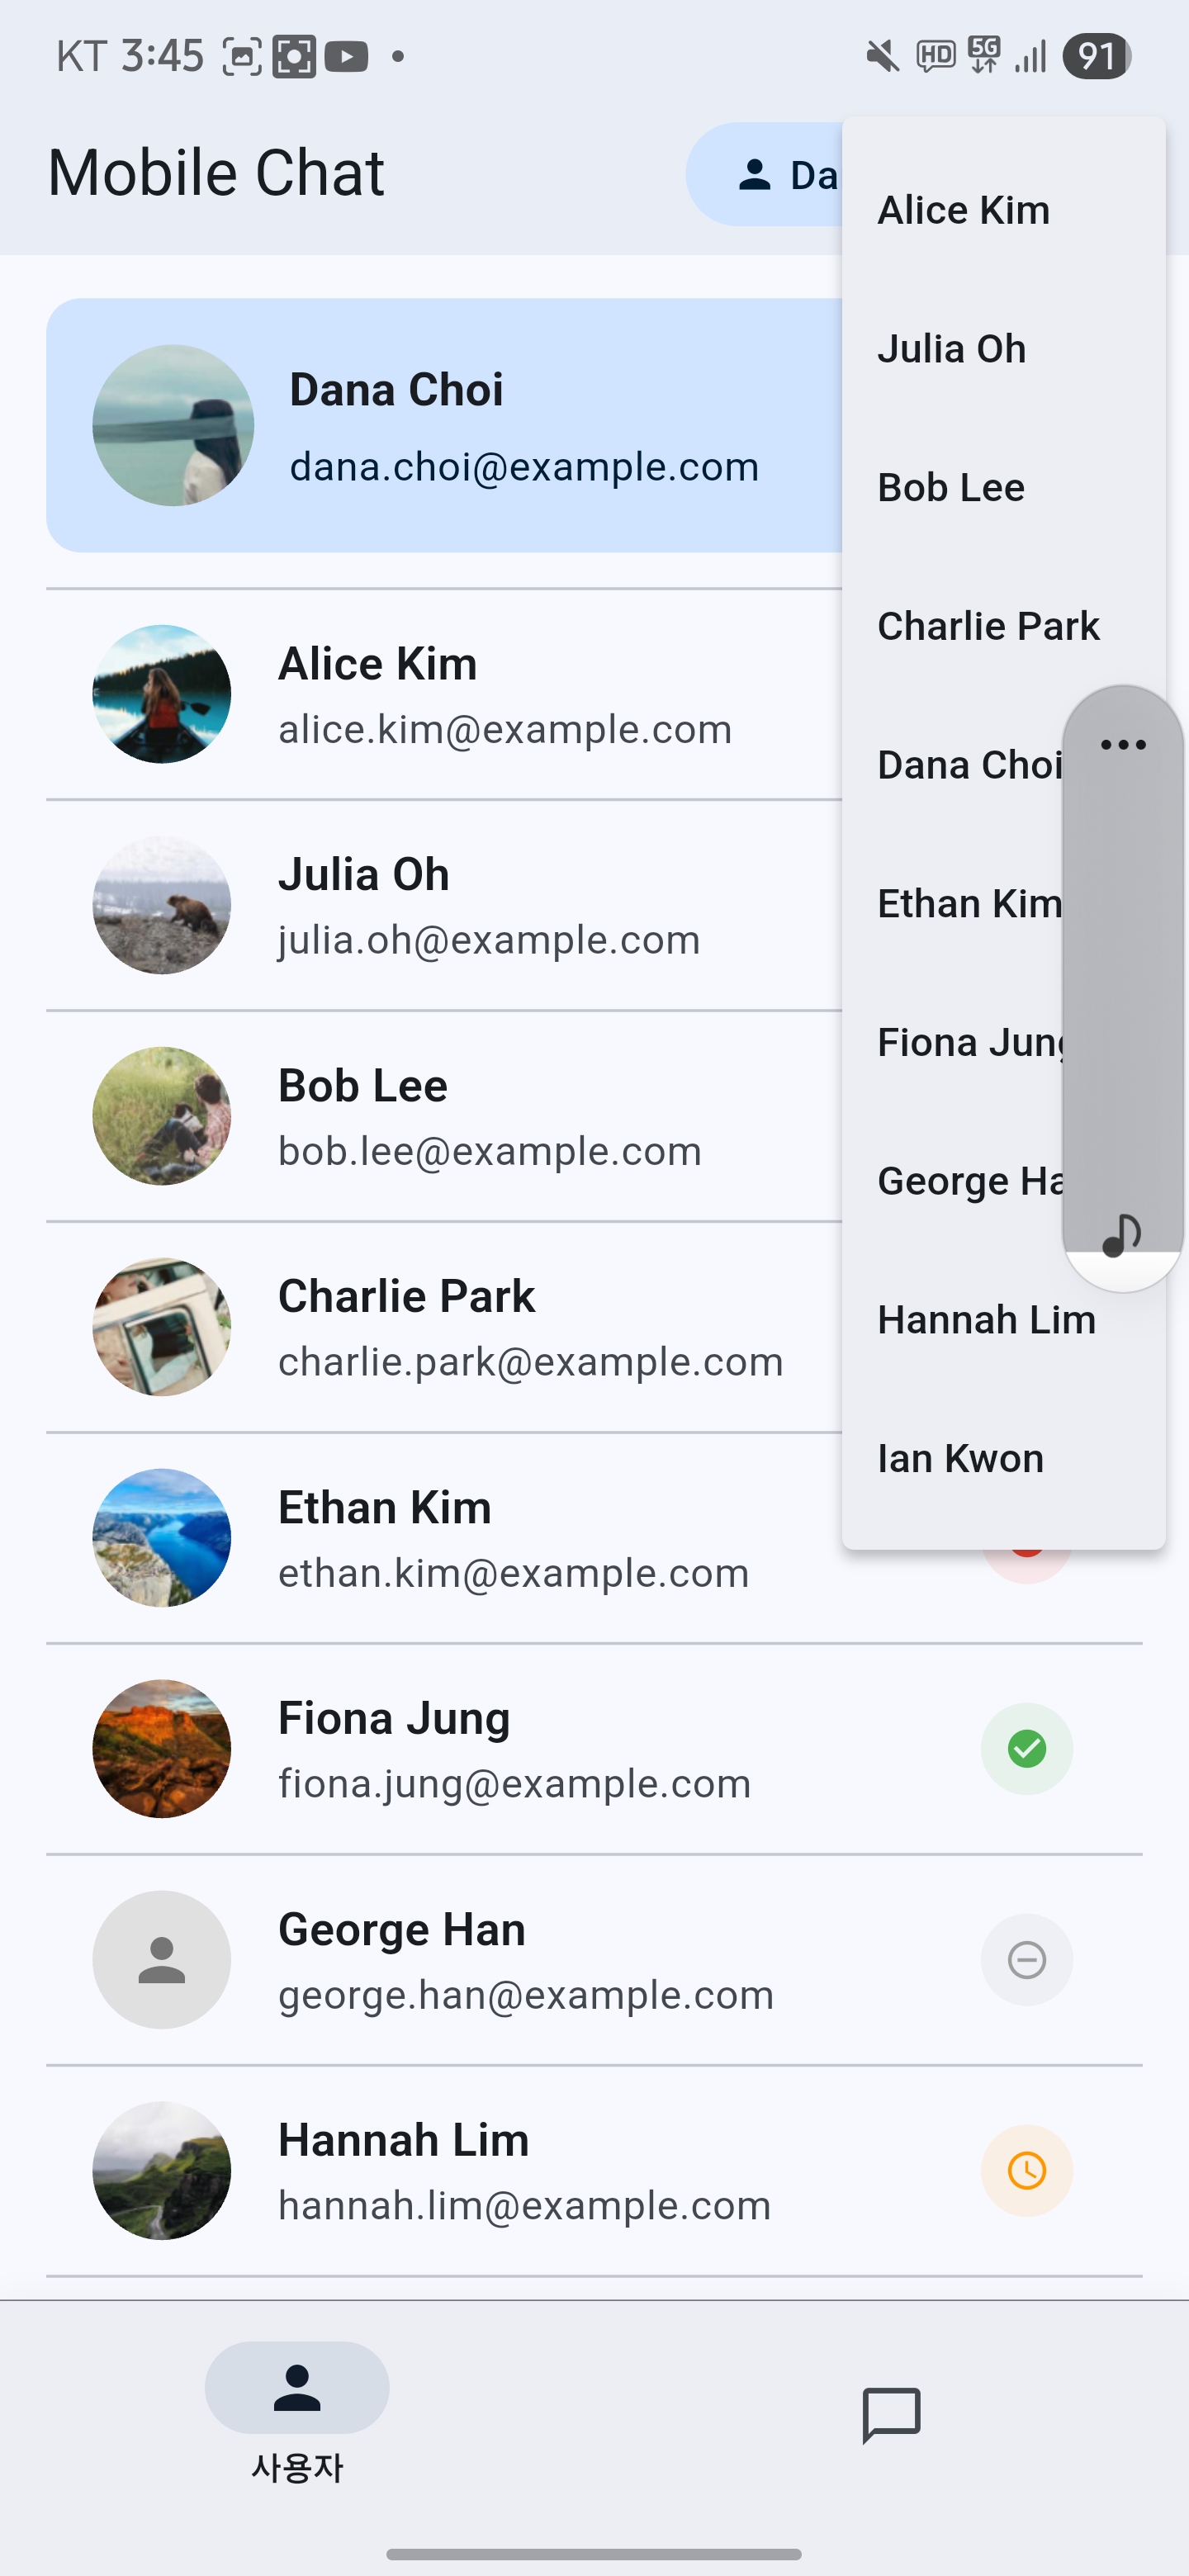 KT 3:45
HD 5G 91
Mobile Chat
Da
Alice Kim
Julia Oh
Bob Lee
Charlie Park
Dana Choi
Ethan Kim
Fiona Jung
George Ha
Hannah Lim
Ian Kwon
Dana Choi
dana.choi@example.com
Alice Kim
alice.kim@example.com
Julia Oh
julia.oh@example.com
Bob Lee
bob.lee@example.com
Charlie Park
charlie.park@example.com
Ethan Kim
ethan.kim@example.com
Fiona Jung
fiona.jung@example.com
George Han
george.han@example.com
Hannah Lim
hannah.lim@example.com
사용자